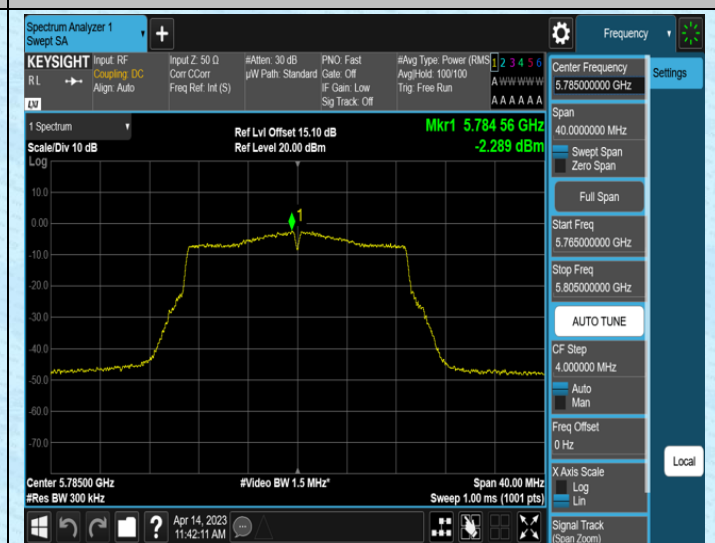 Spectrum Analyzer 1
Swept SA
Frequency
KEYSIGHT
RL
LXI
Input: RF
Coupling: DC
Align: Auto
Input Z: 50 Ω
Corr CCorr
Freq Ref: Int (S)
#Atten: 30 dB
µW Path: Standard
PNO: Fast
Gate: Off
IF Gain: Low
Sig Track: Off
#Avg Type: Power (RMS
Avg|Hold: 100/100
Trig: Free Run
1 2 3 4 5 6
A W W W W W
A A A A A A
1 Spectrum
Scale/Div 10 dB
Log
Ref Lvl Offset 15.10 dB
Ref Level 20.00 dBm
Mkr1 5.784 56 GHz
-2.289 dBm
10.0
0.00
-10.0
-20.0
-30.0
-40.0
-50.0
-60.0
-70.0
1
Center 5.78500 GHz
#Res BW 300 kHz
#Video BW 1.5 MHz*
Span 40.00 MHz
Sweep 1.00 ms (1001 pts)
Apr 14, 2023
11:42:11 AM
Center Frequency
5.785000000 GHz
Settings
Span
40.0000000 MHz
Swept Span
Zero Span
Full Span
Start Freq
5.765000000 GHz
Stop Freq
5.805000000 GHz
AUTO TUNE
CF Step
4.000000 MHz
Auto
Man
Freq Offset
0 Hz
X Axis Scale
Log
Lin
Local
Signal Track
(Span Zoom)